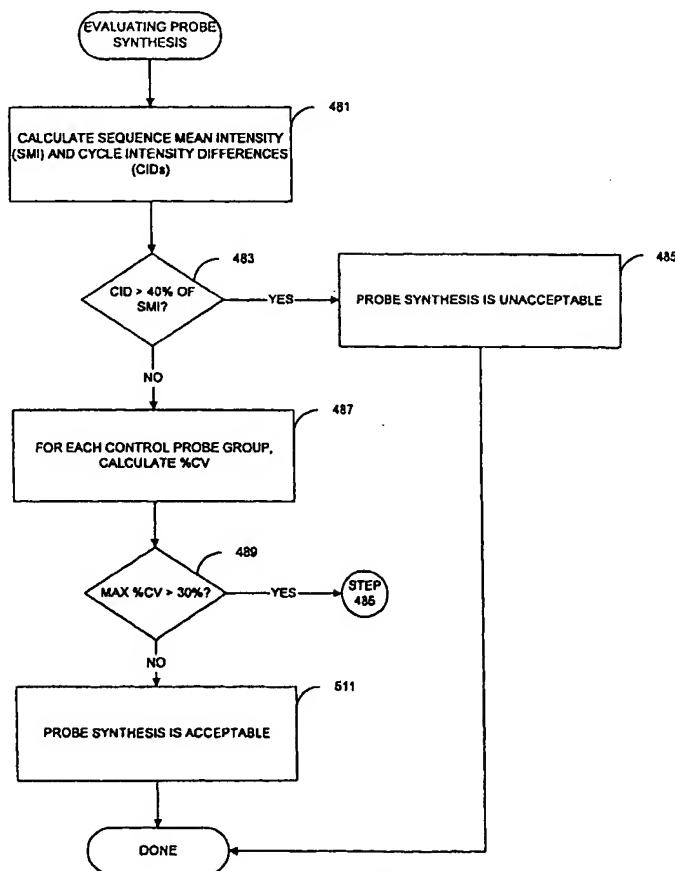 EVALUATING PROBE
SYNTHESIS
481
CALCULATE SEQUENCE MEAN INTENSITY
(SMI) AND CYCLE INTENSITY DIFFERENCES
(CIDs)
483
CID > 40% OF
SMI?
YES
485
PROBE SYNTHESIS IS UNACCEPTABLE
NO
487
FOR EACH CONTROL PROBE GROUP,
CALCULATE %CV
489
MAX %CV > 30%?
YES
STEP
485
NO
511
PROBE SYNTHESIS IS ACCEPTABLE
DONE